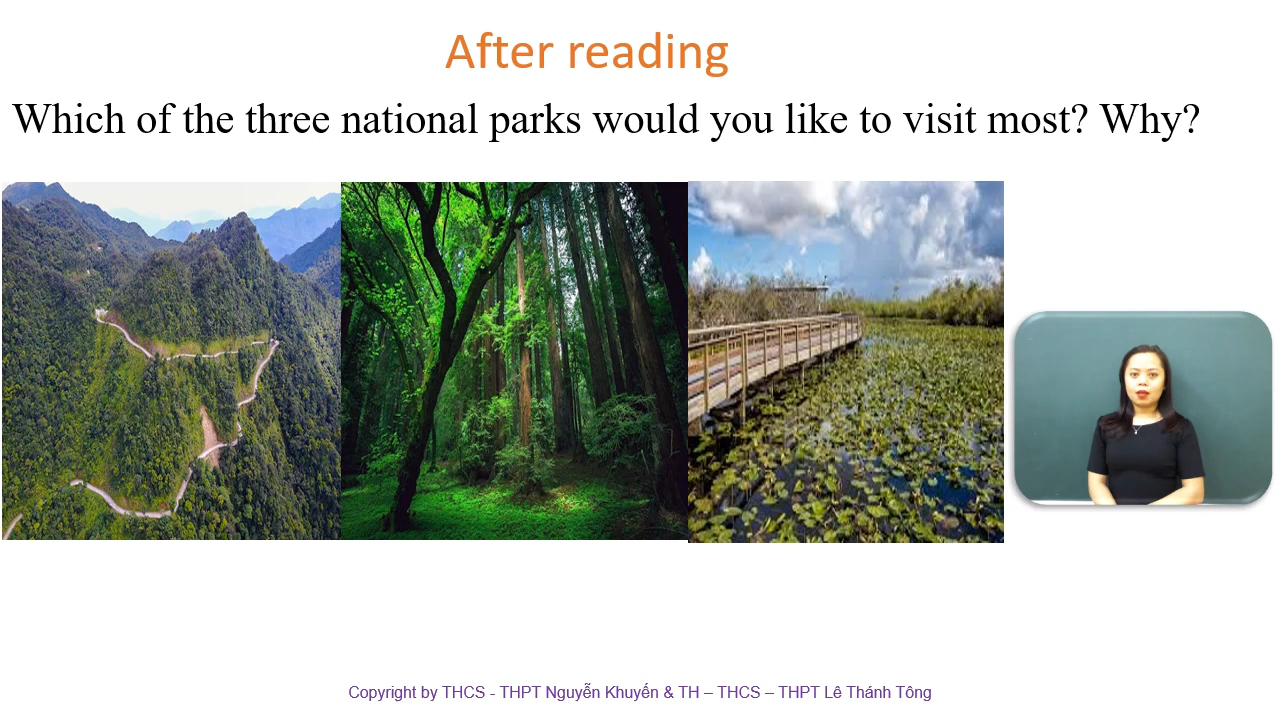 After reading
Which of the three national parks would you like to visit most? Why?
Copyright by THCS - THPT Nguyễn Khuyến & TH – THCS – THPT Lê Thánh Tông